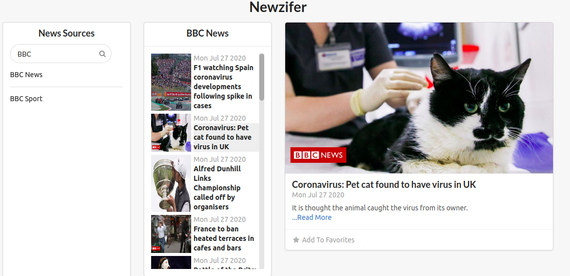 Newzifer
News Sources
BBC
BBC News
BBC Sport
BBC News
Mon Jul 27 2020
F1 watching Spain
coronavirus
developments
following spike in
cases
Mon Jul 27 2020
Coronavirus: Pet
cat found to have
virus in UK
Mon Jul 27 2020
Alfred Dunhill
Links
Championship
called off by
organisers
Mon Jul 27 2020
France to ban
heated terraces in
cafes and bars
Mon Jul 27 2020
BBC NEWS
Coronavirus: Pet cat found to have virus in UK
Mon Jul 27 2020
It is thought the animal caught the virus from its owner.
...Read More
Add To Favorites